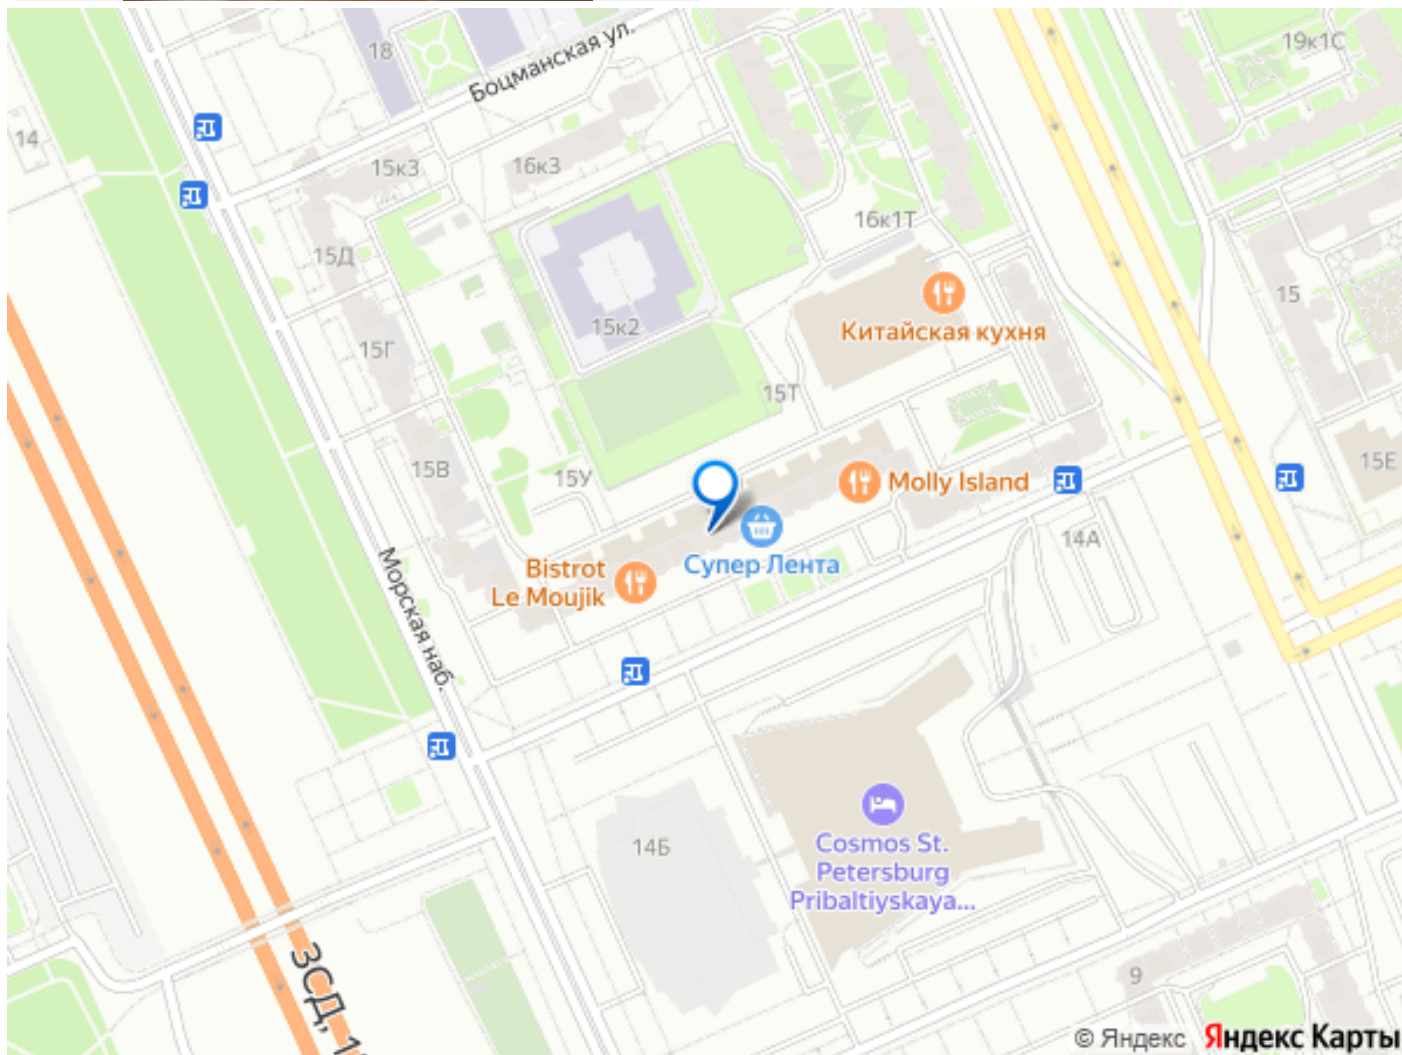 18
Боцманская ул.
19к1С
14
15к3
16к3
16к1Т
15Д
15
15к2
15Г
Китайская кухня
15Т
15В
15У
Molly Island
15Е
14А
Супер Лента
Bistrot
Le Moujik
Морская наб.
14Б
Cosmos St.
Petersburg
Pribaltiyskaya...
9
ЗСД, 1
© Яндекс Яндекс Карты